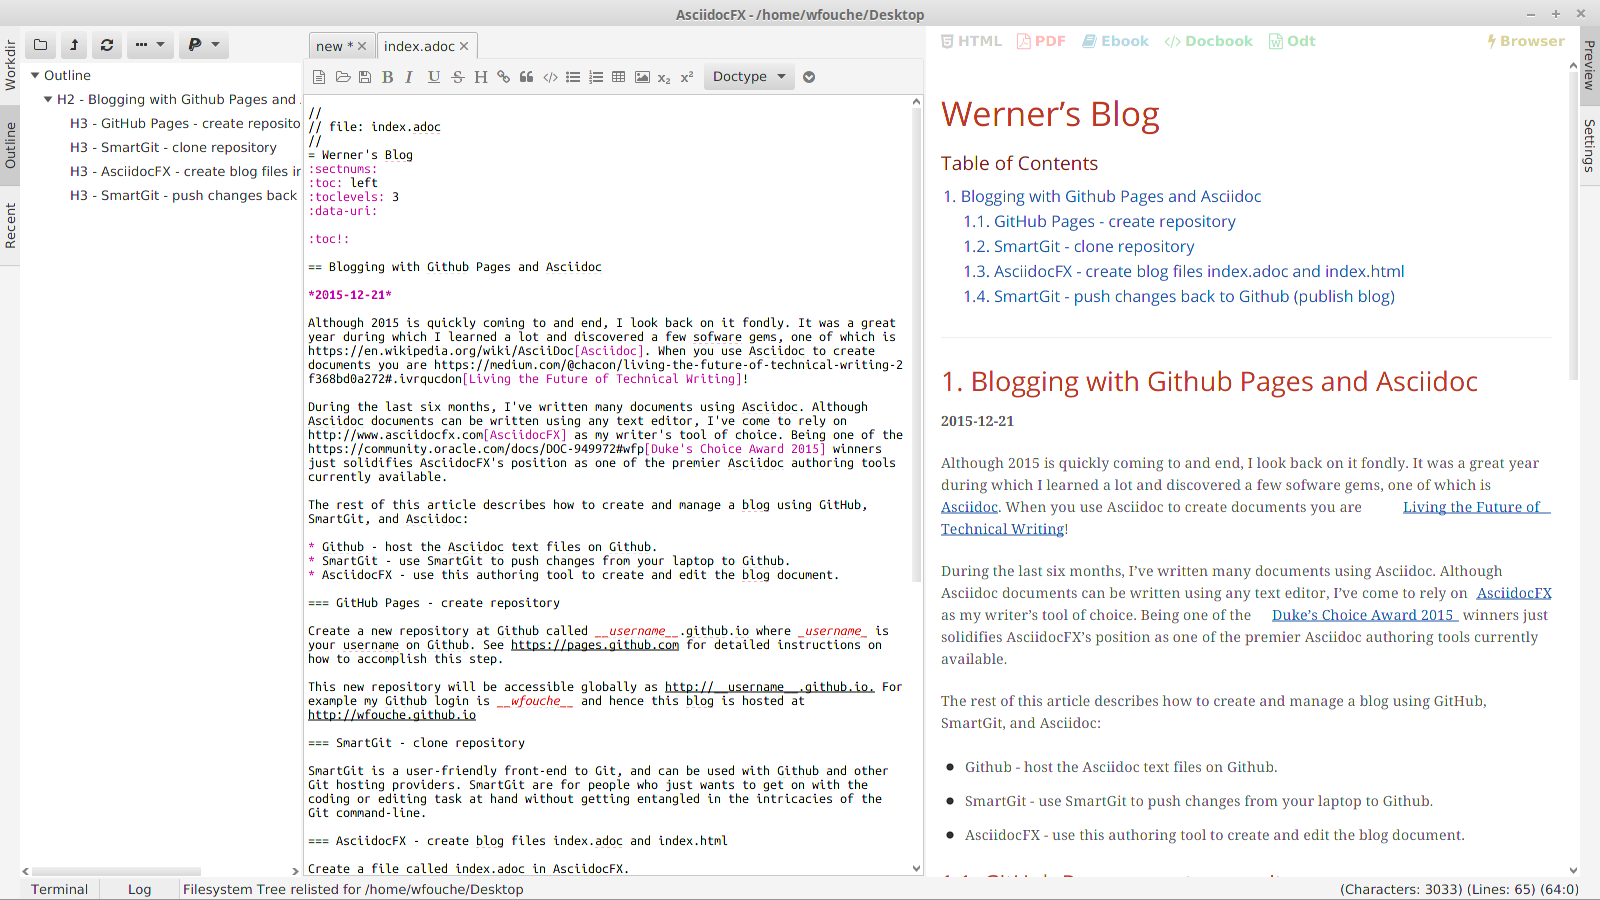 AsciidocFX - /home/wfouche/Desktop
Workdir
Outline
Recent
Outline
H2 - Blogging with Github Pages and
H3 - GitHub Pages - create reposito
H3 - SmartGit - clone repository
H3 - AsciidocFX - create blog files in
H3 - SmartGit - push changes back
new *
index.adoc
B I U S H </> x₂ x² Doctype
//
// file: index.adoc
//
= Werner's Blog
:sectnums:
:toc: left
:toclevels: 3
:data-uri:
:toc!:
== Blogging with Github Pages and Asciidoc
*2015-12-21*
Although 2015 is quickly coming to and end, I look back on it fondly. It was a great
year during which I learned a lot and discovered a few sofware gems, one of which is
https://en.wikipedia.org/wiki/AsciiDoc[Asciidoc]. When you use Asciidoc to create
documents you are https://medium.com/@chacon/living-the-future-of-technical-writing-2
f368bd0a272#.ivrqucdon[Living the Future of Technical Writing]!
During the last six months, I've written many documents using Asciidoc. Although
Asciidoc documents can be written using any text editor, I've come to rely on
http://www.asciidocfx.com[AsciidocFX] as my writer's tool of choice. Being one of the
https://community.oracle.com/docs/DOC-949972#wfp[Duke's Choice Award 2015] winners
just solidifies AsciidocFX's position as one of the premier Asciidoc authoring tools
currently available.
The rest of this article describes how to create and manage a blog using GitHub,
SmartGit, and Asciidoc:
* Github - host the Asciidoc text files on Github.
* SmartGit - use SmartGit to push changes from your laptop to Github.
* AsciidocFX - use this authoring tool to create and edit the blog document.
=== GitHub Pages - create repository
Create a new repository at Github called __username__.github.io where _username_ is
your username on Github. See https://pages.github.com for detailed instructions on
how to accomplish this step.
This new repository will be accessible globally as http://__username__.github.io. For
example my Github login is __wfouche__ and hence this blog is hosted at
http://wfouche.github.io
=== SmartGit - clone repository
SmartGit is a user-friendly front-end to Git, and can be used with Github and other
Git hosting providers. SmartGit are for people who just wants to get on with the
coding or editing task at hand without getting entangled in the intricacies of the
Git command-line.
=== AsciidocFX - create blog files index.adoc and index.html
Create a file called index.adoc in AsciidocFX.
HTML PDF Ebook </> Docbook Odt Browser
Werner’s Blog
Table of Contents
1. Blogging with Github Pages and Asciidoc
1.1. GitHub Pages - create repository
1.2. SmartGit - clone repository
1.3. AsciidocFX - create blog files index.adoc and index.html
1.4. SmartGit - push changes back to Github (publish blog)
1. Blogging with Github Pages and Asciidoc
2015-12-21
Although 2015 is quickly coming to and end, I look back on it fondly. It was a great year
during which I learned a lot and discovered a few sofware gems, one of which is
Asciidoc. When you use Asciidoc to create documents you are Living the Future of
Technical Writing!
During the last six months, I’ve written many documents using Asciidoc. Although
Asciidoc documents can be written using any text editor, I’ve come to rely on AsciidocFX
as my writer’s tool of choice. Being one of the Duke’s Choice Award 2015 winners just
solidifies AsciidocFX’s position as one of the premier Asciidoc authoring tools currently
available.
The rest of this article describes how to create and manage a blog using GitHub,
SmartGit, and Asciidoc:
Github - host the Asciidoc text files on Github.
SmartGit - use SmartGit to push changes from your laptop to Github.
AsciidocFX - use this authoring tool to create and edit the blog document.
Preview
Settings
Terminal
Log
Filesystem Tree relisted for /home/wfouche/Desktop
(Characters: 3033) (Lines: 65) (64:0)